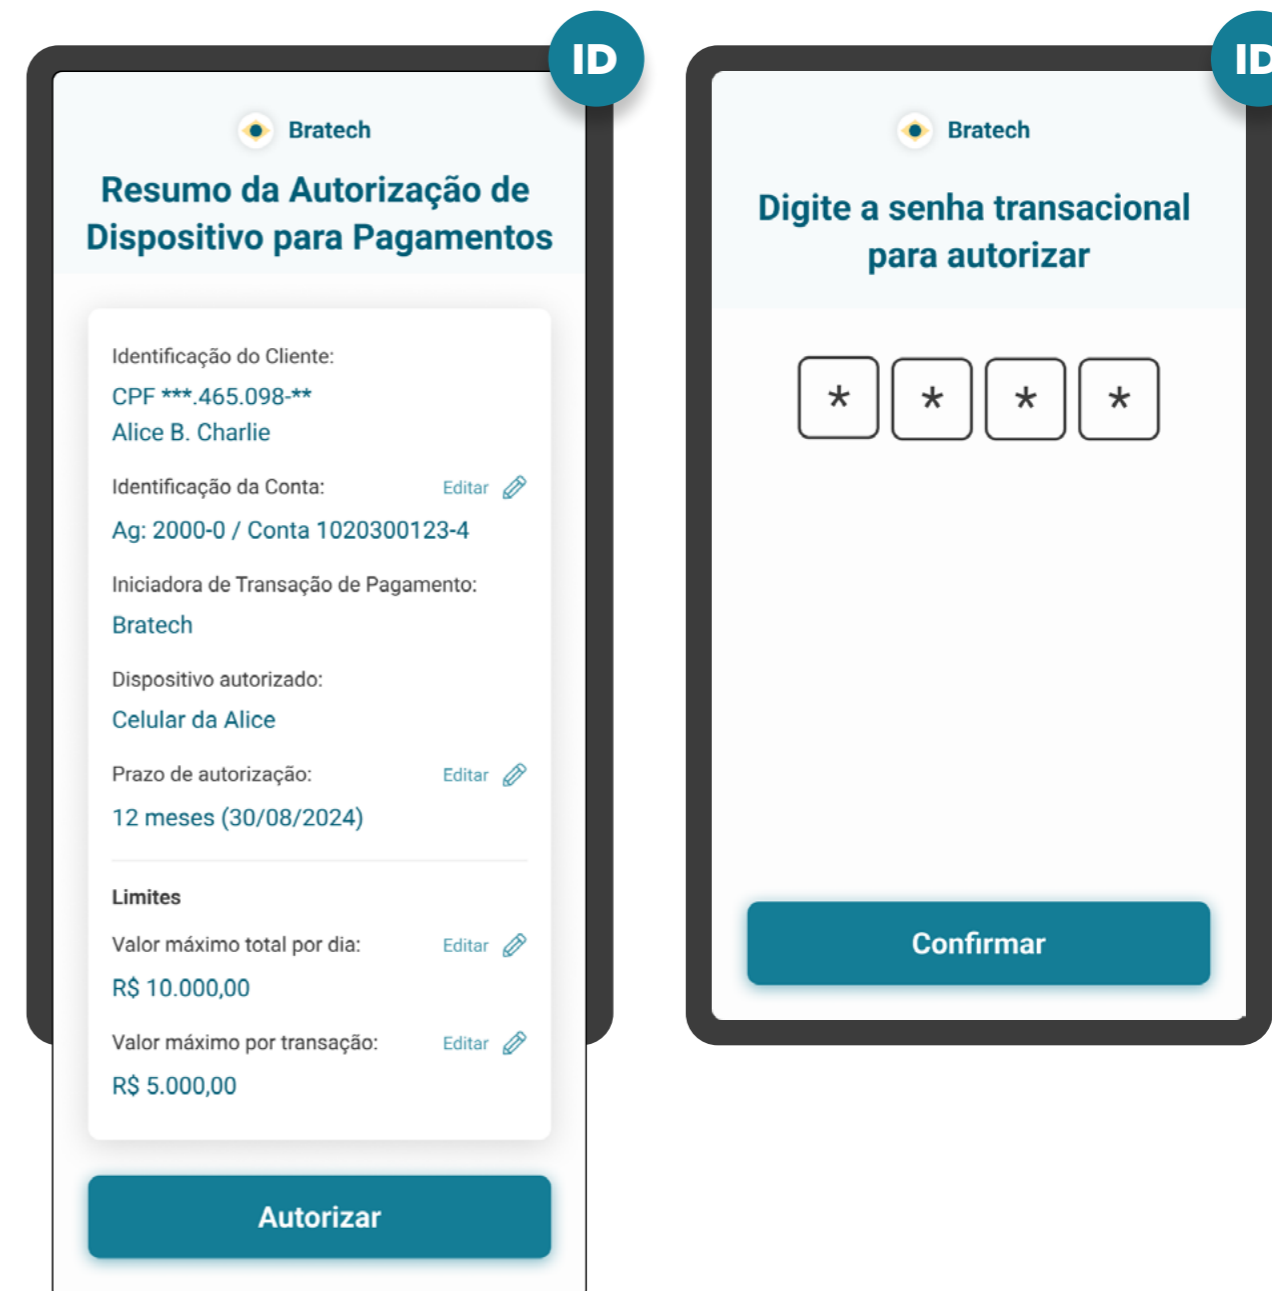 ID
Bratech
Resumo da Autorização de
Dispositivo para Pagamentos
Identificação do Cliente:
CPF ***.465.098-**
Alice B. Charlie
Identificação da Conta:
Editar
Ag: 2000-0 / Conta 1020300123-4
Iniciadora de Transação de Pagamento:
Bratech
Dispositivo autorizado:
Celular da Alice
Prazo de autorização:
Editar
12 meses (30/08/2024)
Limites
Valor máximo total por dia:
Editar
R$ 10.000,00
Valor máximo por transação:
Editar
R$ 5.000,00
Autorizar
ID
Bratech
Digite a senha transacional
para autorizar
* * * *
Confirmar